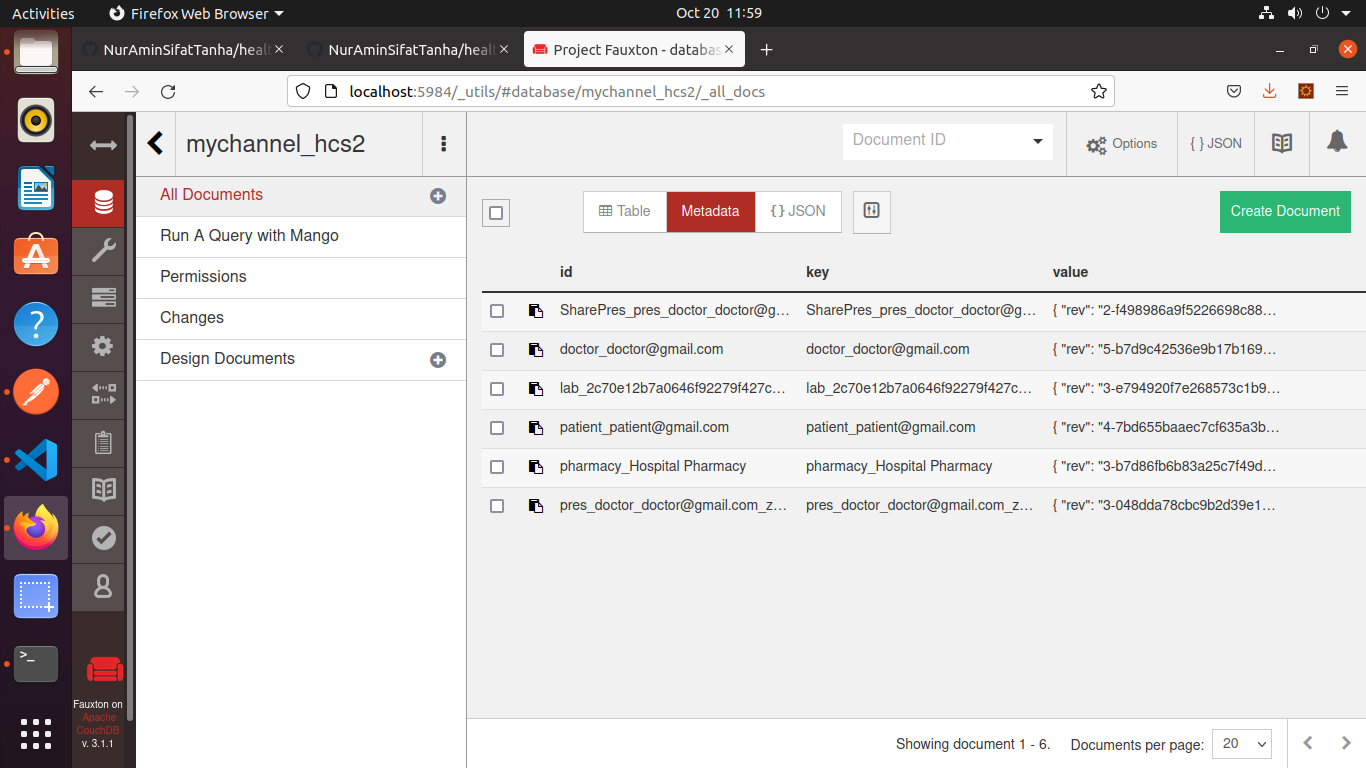 Activities Firefox Web Browser Oct 20 11:59
NurAminSifatTanha/heal NurAminSifatTanha/heal Project Fauxton - databas
localhost:5984/_utils/#database/mychannel_hcs2/_all_docs
mychannel_hcs2 Document ID Options { } JSON
All Documents
Run A Query with Mango
Permissions
Changes
Design Documents
Table Metadata {} JSON Create Document
id key value
SharePres_pres_doctor_doctor@g... SharePres_pres_doctor_doctor@g... { "rev": "2-f498986a9f5226698c88...
doctor_doctor@gmail.com doctor_doctor@gmail.com { "rev": "5-b7d9c42536e9b17b169...
lab_2c70e12b7a0646f92279f427c... lab_2c70e12b7a0646f92279f427c... { "rev": "3-e794920f7e268573c1b9...
patient_patient@gmail.com patient_patient@gmail.com { "rev": "4-7bd655baaec7cf635a3b...
pharmacy_Hospital Pharmacy pharmacy_Hospital Pharmacy { "rev": "3-b7d86fb6b83a25c7f49d...
pres_doctor_doctor@gmail.com_z... pres_doctor_doctor@gmail.com_z... { "rev": "3-048dda78cbc9b2d39e1...
Fauxton on
Apache
CouchDB
v. 3.1.1
Showing document 1 - 6. Documents per page: 20